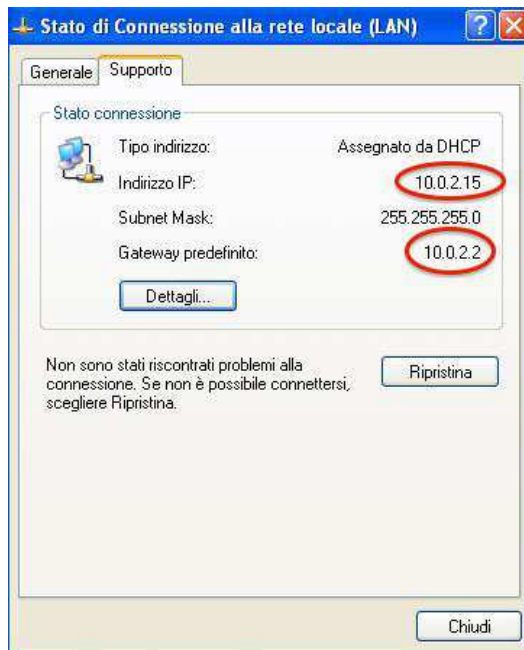 Stato di Connessione alla rete locale (LAN)
Generale
Supporto
Stato connessione
Tipo indirizzo: Assegnato da DHCP
Indirizzo IP: 10.0.2.15
Subnet Mask: 255.255.255.0
Gateway predefinito: 10.0.2.2
Dettagli...
Non sono stati riscontrati problemi alla
connessione. Se non è possibile connettersi,
scegliere Ripristina.
Ripristina
Chiudi